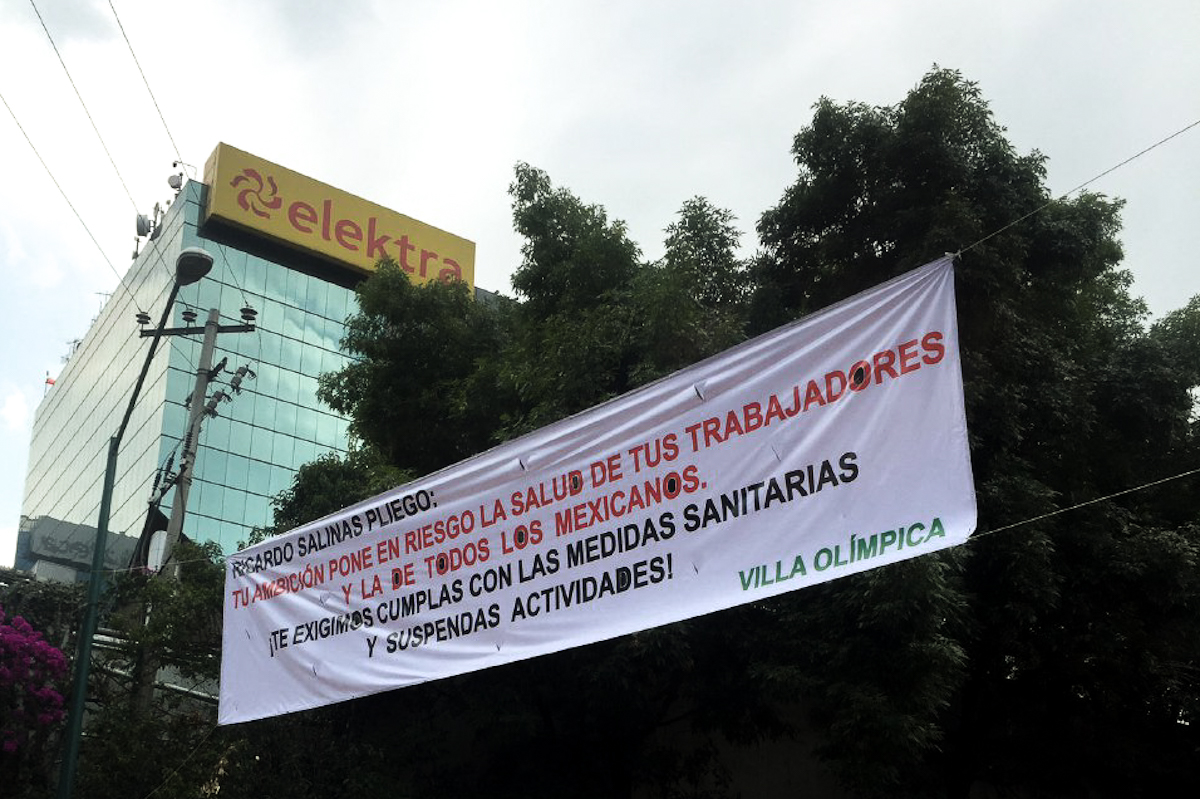 elektra
RICARDO SALINAS PLIEGO:
TU AMBICIÓN PONE EN RIESGO LA SALUD DE TUS TRABAJADORES
Y LA DE TODOS LOS MEXICANOS.
¡TE EXIGIMOS CUMPLAS CON LAS MEDIDAS SANITARIAS
Y SUSPENDAS ACTIVIDADES!
VILLA OLÍMPICA